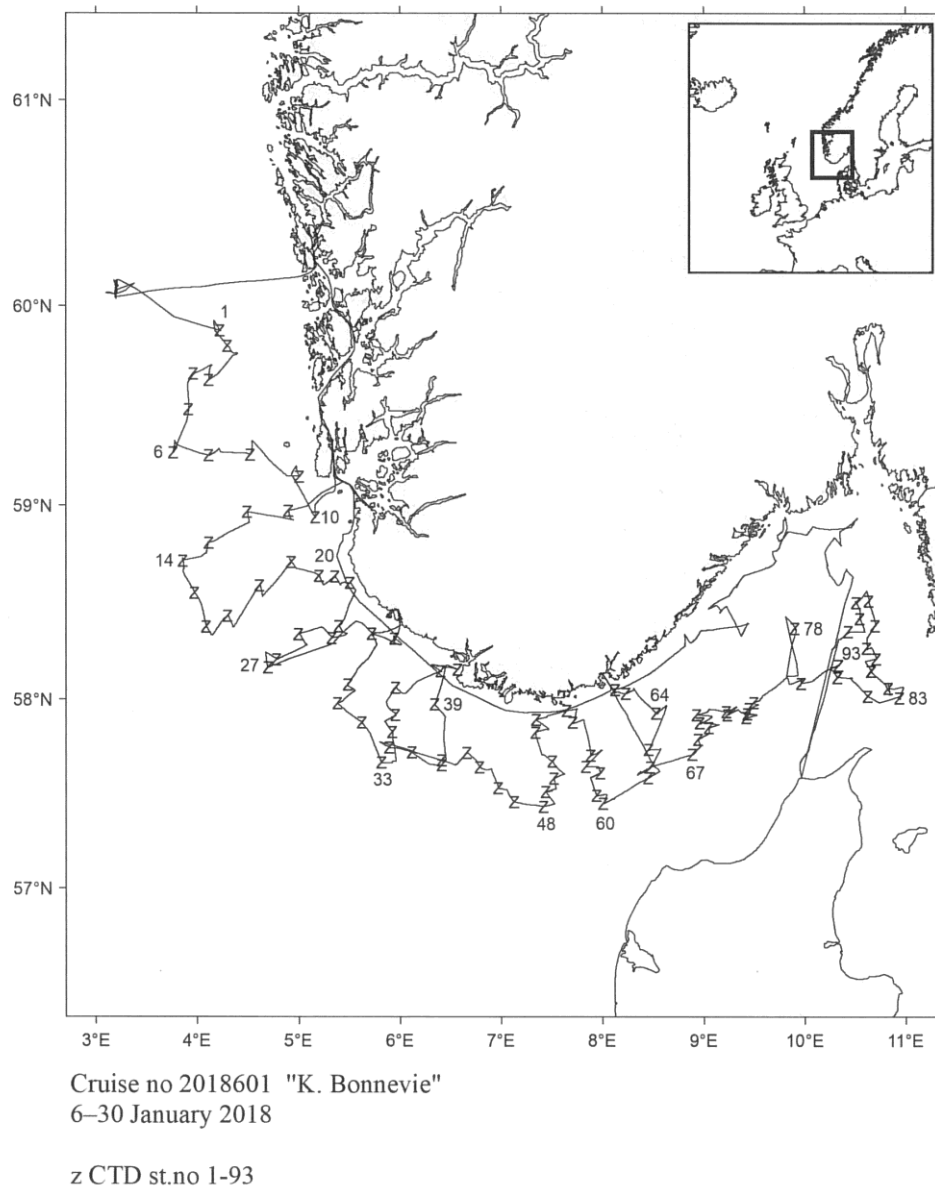 61°N
60°N
1
6
59°N
Z10
14
20
58°N
27
39
64
78
93
83
33
67
48
60
57°N
3°E 4°E 5°E 6°E 7°E 8°E 9°E 10°E 11°E
Cruise no 2018601 "K. Bonnevie"
6–30 January 2018
z CTD st.no 1-93